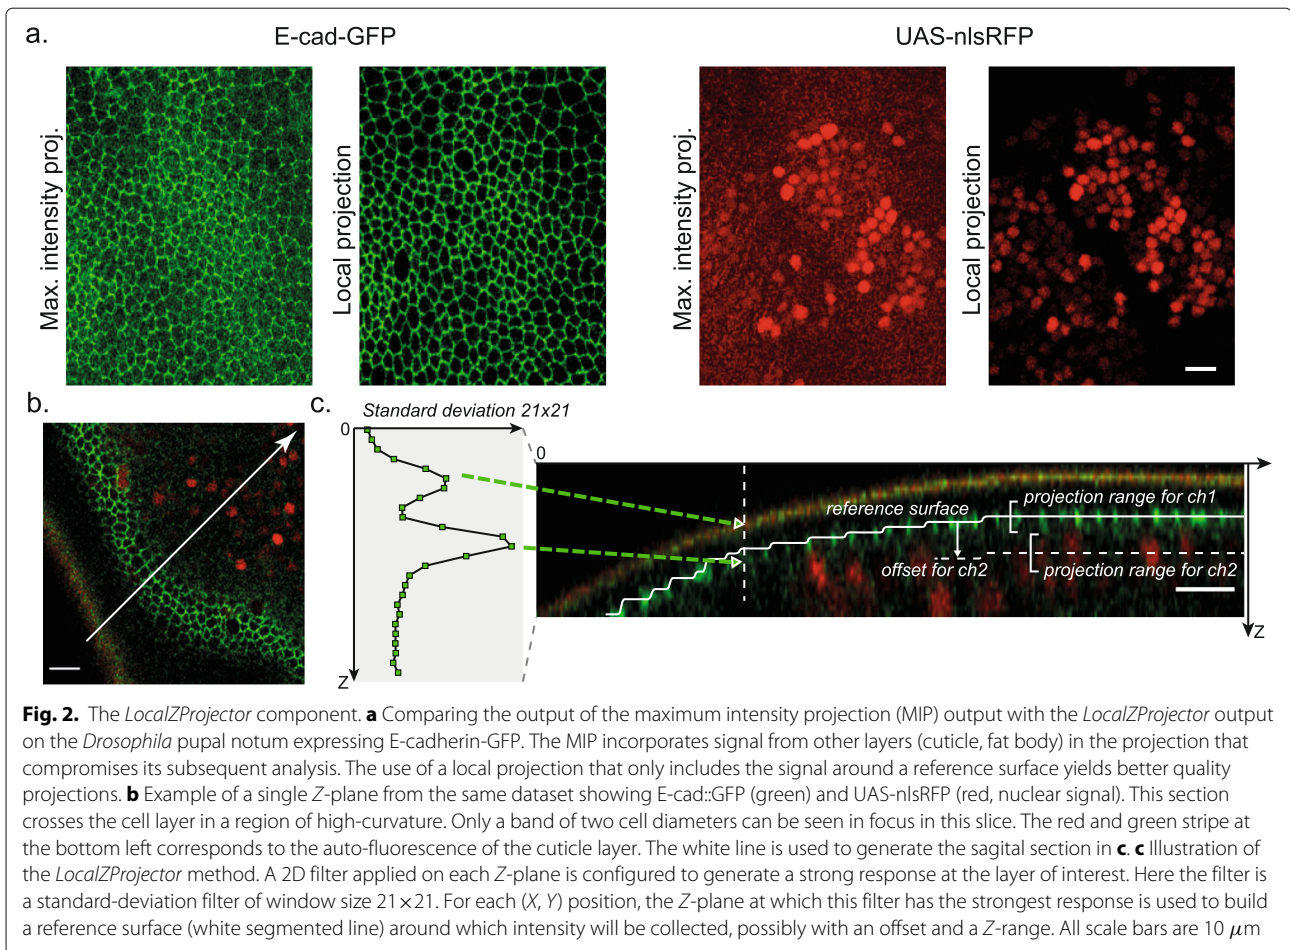 a.
E-cad-GFP
UAS-nlsRFP
Max. intensity proj.
Local projection
Max. intensity proj.
Local projection
b.
c.
Standard deviation 21x21
0
0
reference surface
projection range for ch1
offset for ch2
projection range for ch2
Z
Z
Fig. 2. The LocalZProjector component. a Comparing the output of the maximum intensity projection (MIP) output with the LocalZProjector output
on the Drosophila pupal notum expressing E-cadherin-GFP. The MIP incorporates signal from other layers (cuticle, fat body) in the projection that
compromises its subsequent analysis. The use of a local projection that only includes the signal around a reference surface yields better quality
projections. b Example of a single Z-plane from the same dataset showing E-cad::GFP (green) and UAS-nlsRFP (red, nuclear signal). This section
crosses the cell layer in a region of high-curvature. Only a band of two cell diameters can be seen in focus in this slice. The red and green stripe at
the bottom left corresponds to the auto-fluorescence of the cuticle layer. The white line is used to generate the sagital section in c. c Illustration of
the LocalZProjector method. A 2D filter applied on each Z-plane is configured to generate a strong response at the layer of interest. Here the filter is
a standard-deviation filter of window size 21×21. For each (X, Y) position, the Z-plane at which this filter has the strongest response is used to build
a reference surface (white segmented line) around which intensity will be collected, possibly with an offset and a Z-range. All scale bars are 10 μm